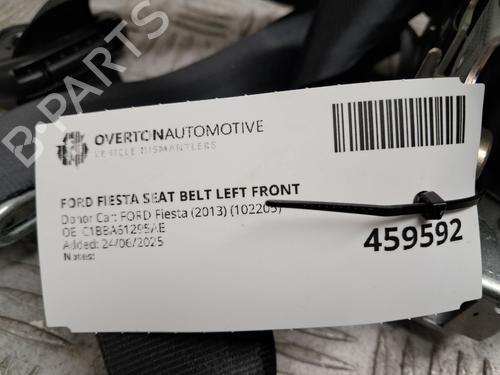 B-PARTS
OVERTONAUTOMOTIVE
VEHICLE DISMANTLERS
FORD FIESTA SEAT BELT LEFT FRONT
Donor Car: FORD Fiesta (2013) (102203)
OE: C1BBA61295AE
Added: 24/06/2025
Notes:
459592